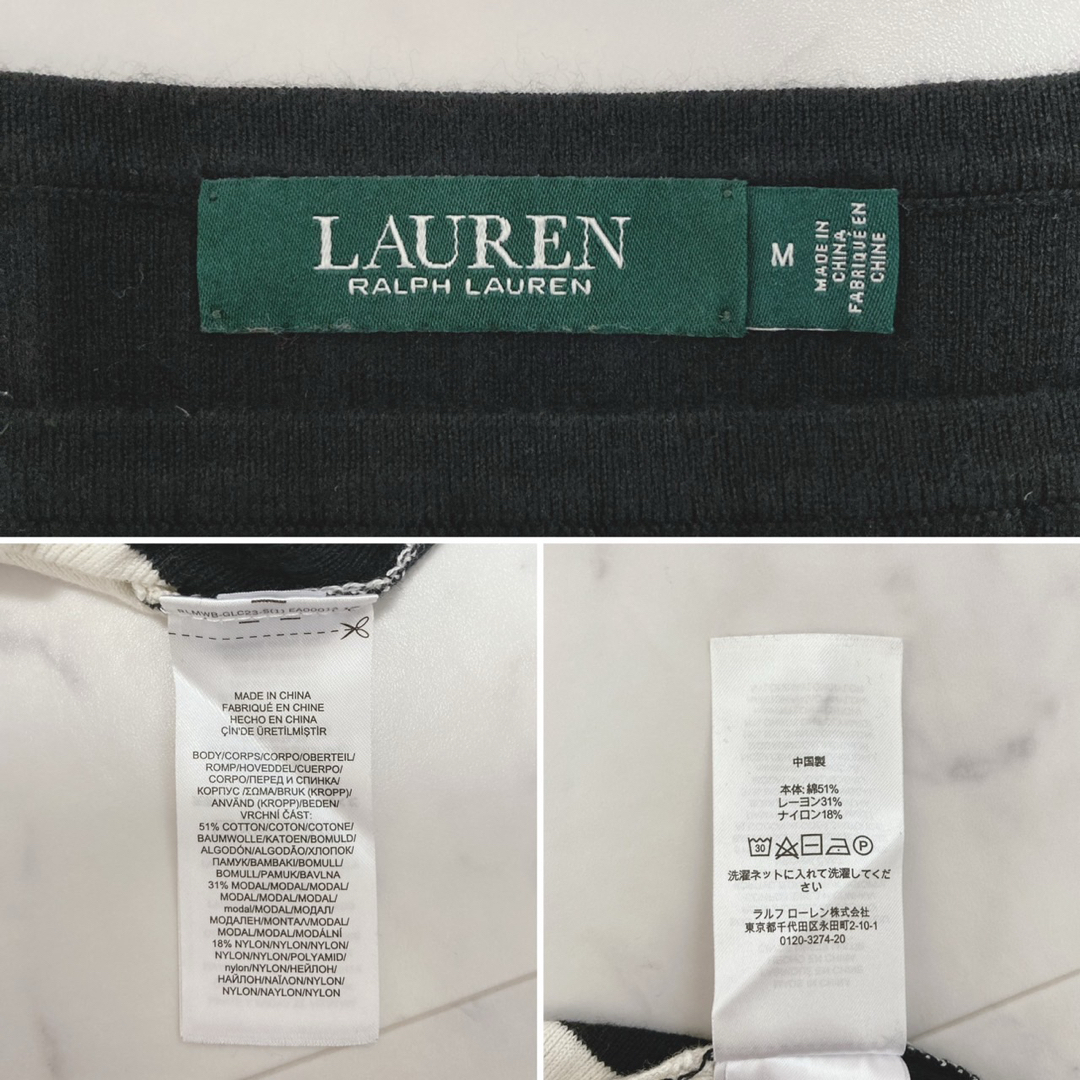 LAUREN
RALPH LAUREN
M
MADE IN
CHINA
FABRIQUÉ EN
CHINE
MADE IN CHINA
FABRIQUÉ EN CHINE
HECHO EN CHINA
ÇİN'DE ÜRETİLMİŞTİR
BODY/CORPS/CORPO/OBERTEIL/
ROMP/HOVEDDEL/CUERPO/
CORPO/ПЕРЕД И СПИНКА/
КОРПУС /ΣΩΜΑ/BRUK (KROPP)/
ANVÄND (KROPP)/BEDEN/
VRCHNÍ ČÁST:
51% COTTON/COTON/COTONE/
BAUMWOLLE/KATOEN/BOMULD/
ALGODÓN/ALGODÃO/ХЛОПОК/
ПАМУК/ΒΑΜΒΑΚΙ/BOMULL/
BOMULL/PAMUK/BAVLNA
31% MODAL/MODAL/MODAL/
MODAL/MODAL/MODAL/
modal/MODAL/МОДАЛ/
МОДАЛЕН/ΜΟΝΤΑΛ/MODAL/
MODAL/MODAL/MODÁLNÍ
18% NYLON/NYLON/NYLON/
NYLON/NYLON/POLYAMID/
nylon/NYLON/НЕЙЛОН/
НАЙЛОН/ΝΑΪΛΟΝ/NYLON/
NYLON/NAYLON/NYLON
中国製
本体: 綿51%
レーヨン31%
ナイロン18%
30
P
洗濯ネットに入れて洗濯してくだ
さい
ラルフ ローレン株式会社
東京都千代田区永田町2-10-1
0120-3274-20